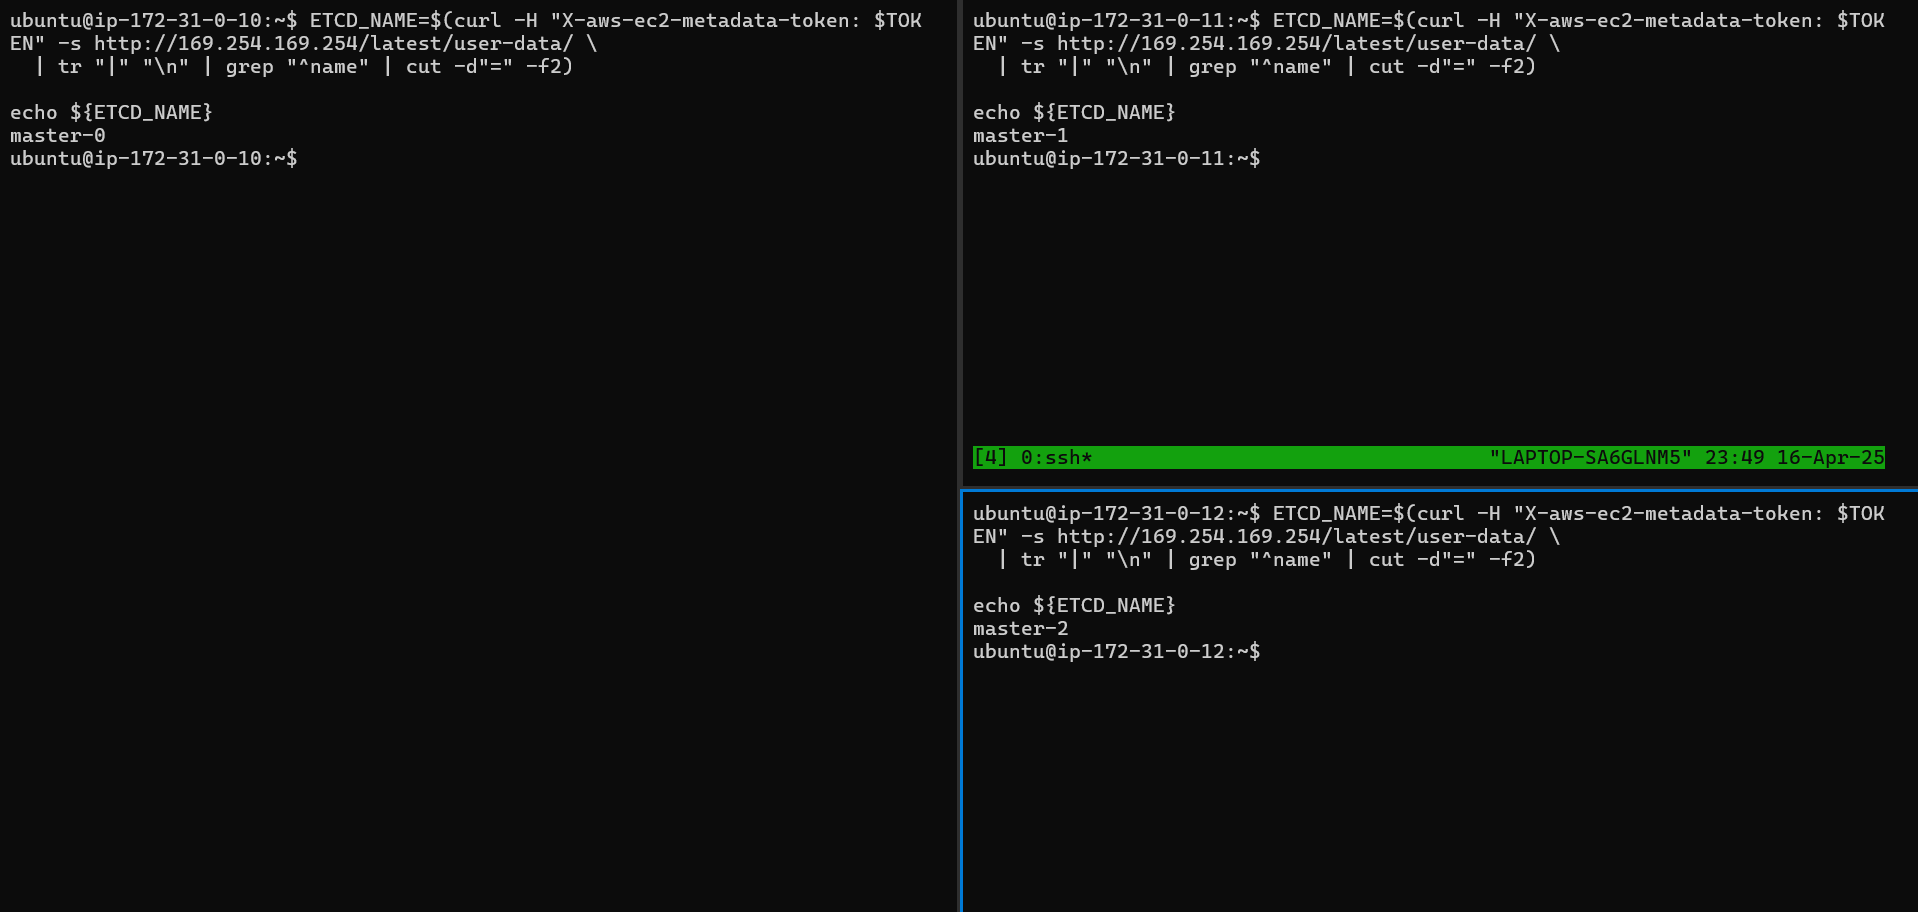 ubuntu@ip-172-31-0-10:~$ ETCD_NAME=$(curl -H "X-aws-ec2-metadata-token: $TOK
EN" -s http://169.254.169.254/latest/user-data/ \
  | tr "|" "\n" | grep "^name" | cut -d"=" -f2)

echo ${ETCD_NAME}
master-0
ubuntu@ip-172-31-0-10:~$
ubuntu@ip-172-31-0-11:~$ ETCD_NAME=$(curl -H "X-aws-ec2-metadata-token: $TOK
EN" -s http://169.254.169.254/latest/user-data/ \
  | tr "|" "\n" | grep "^name" | cut -d"=" -f2)

echo ${ETCD_NAME}
master-1
ubuntu@ip-172-31-0-11:~$
[4] 0:ssh* "LAPTOP-SA6GLNM5" 23:49 16-Apr-25
ubuntu@ip-172-31-0-12:~$ ETCD_NAME=$(curl -H "X-aws-ec2-metadata-token: $TOK
EN" -s http://169.254.169.254/latest/user-data/ \
  | tr "|" "\n" | grep "^name" | cut -d"=" -f2)

echo ${ETCD_NAME}
master-2
ubuntu@ip-172-31-0-12:~$